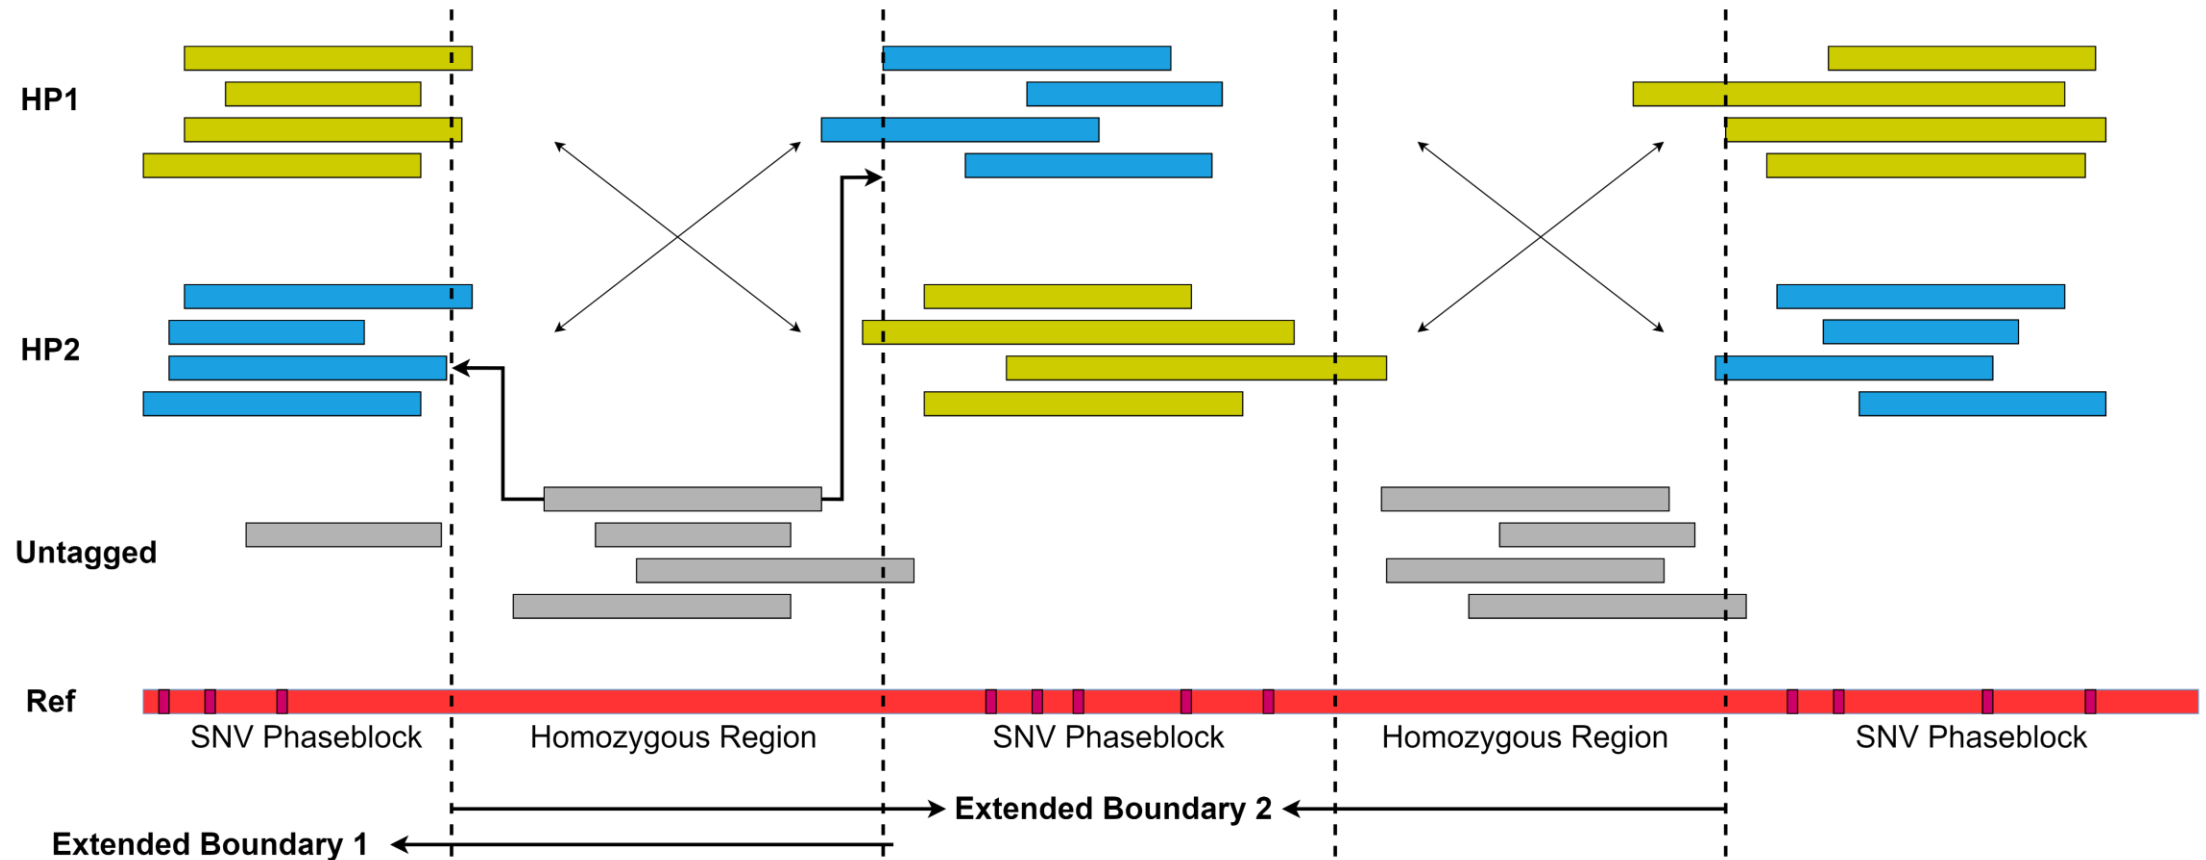 HP1
HP2
Untagged
Ref
SNV Phaseblock
Homozygous Region
SNV Phaseblock
Homozygous Region
SNV Phaseblock
Extended Boundary 2
Extended Boundary 1